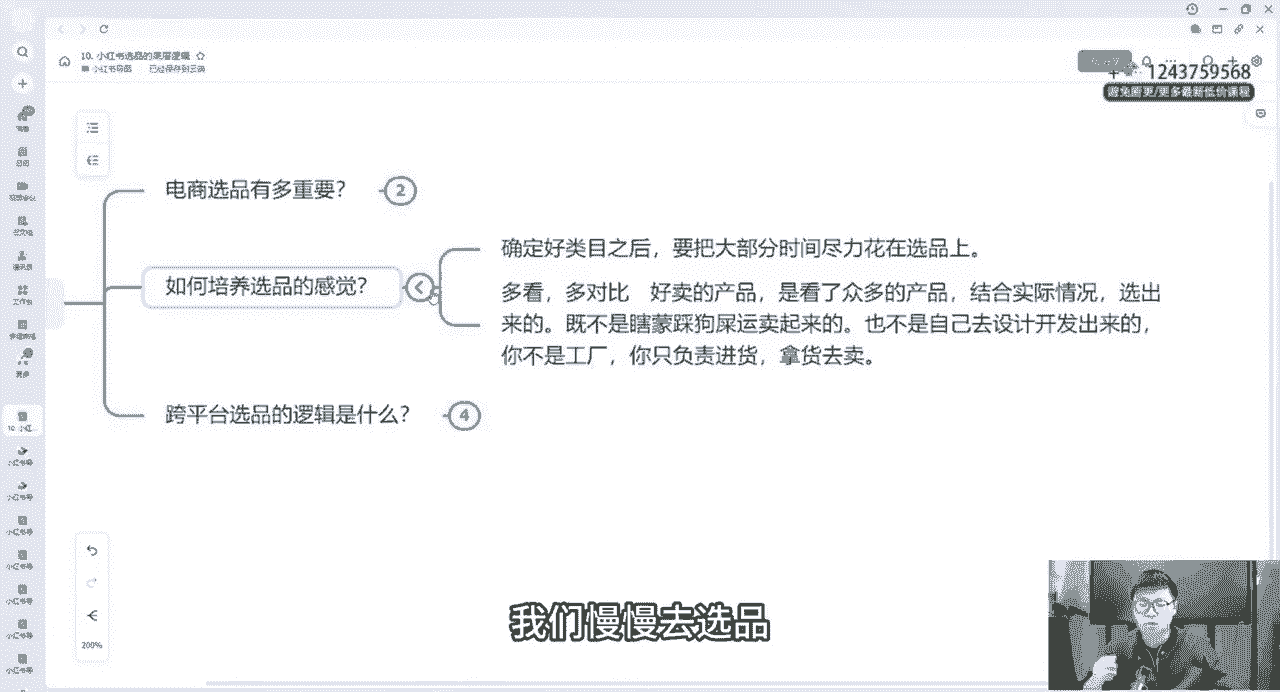 10. 小红书选品的底层逻辑
小红书导图 已经保存到云端
1243759568
避免断更/更多最新低价课程
电商选品有多重要?
2
确定好类目之后，要把大部分时间尽力花在选品上。
如何培养选品的感觉?
多看，多对比 好卖的产品，是看了众多的产品，结合实际情况，选出
来的。既不是瞎蒙踩狗屎运卖起来的。也不是自己去设计开发出来的，
你不是工厂，你只负责进货，拿货去卖。
跨平台选品的逻辑是什么?
4
200%
我们慢慢去选品